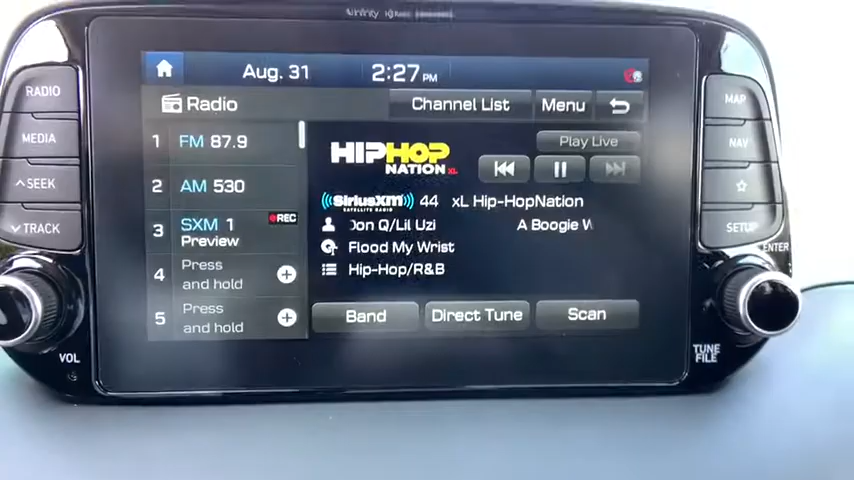 Infinity
Aug. 31 2:27 PM
RADIO
MEDIA
SEEK
TRACK
VOL
Radio
Channel List Menu
1 FM 87.9
2 AM 530
3 SXM 1 REC
Preview
4 Press
and hold
5 Press
and hold
HIPHOP
NATION XL
Play Live
SiriusXM 44 xL Hip-HopNation
SATELLITE RADIO
Don Q/Lil Uzi A Boogie W
Flood My Wrist
Hip-Hop/R&B
Band Direct Tune Scan
MAP
NAV
SETUP
ENTER
TUNE
FILE